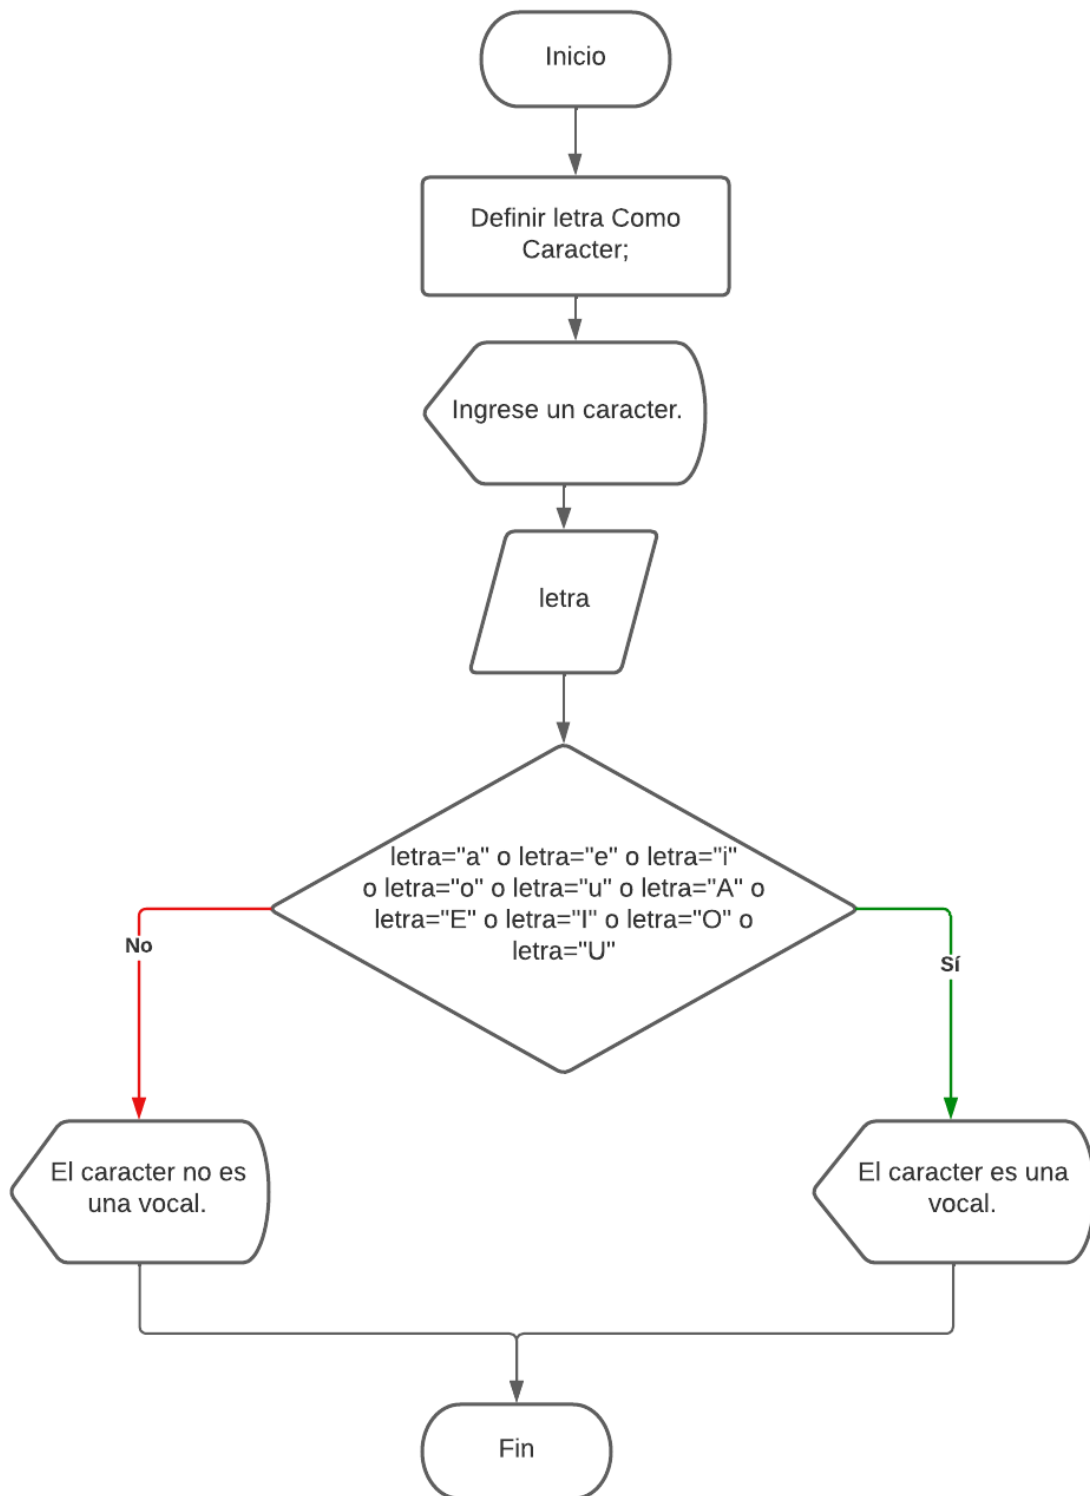 Inicio
Definir letra Como
Caracter;
Ingrese un caracter.
letra
letra="a" o letra="e" o letra="i"
o letra="o" o letra="u" o letra="A" o
letra="E" o letra="I" o letra="O" o
letra="U"
No
Sí
El caracter no es
una vocal.
El caracter es una
vocal.
Fin